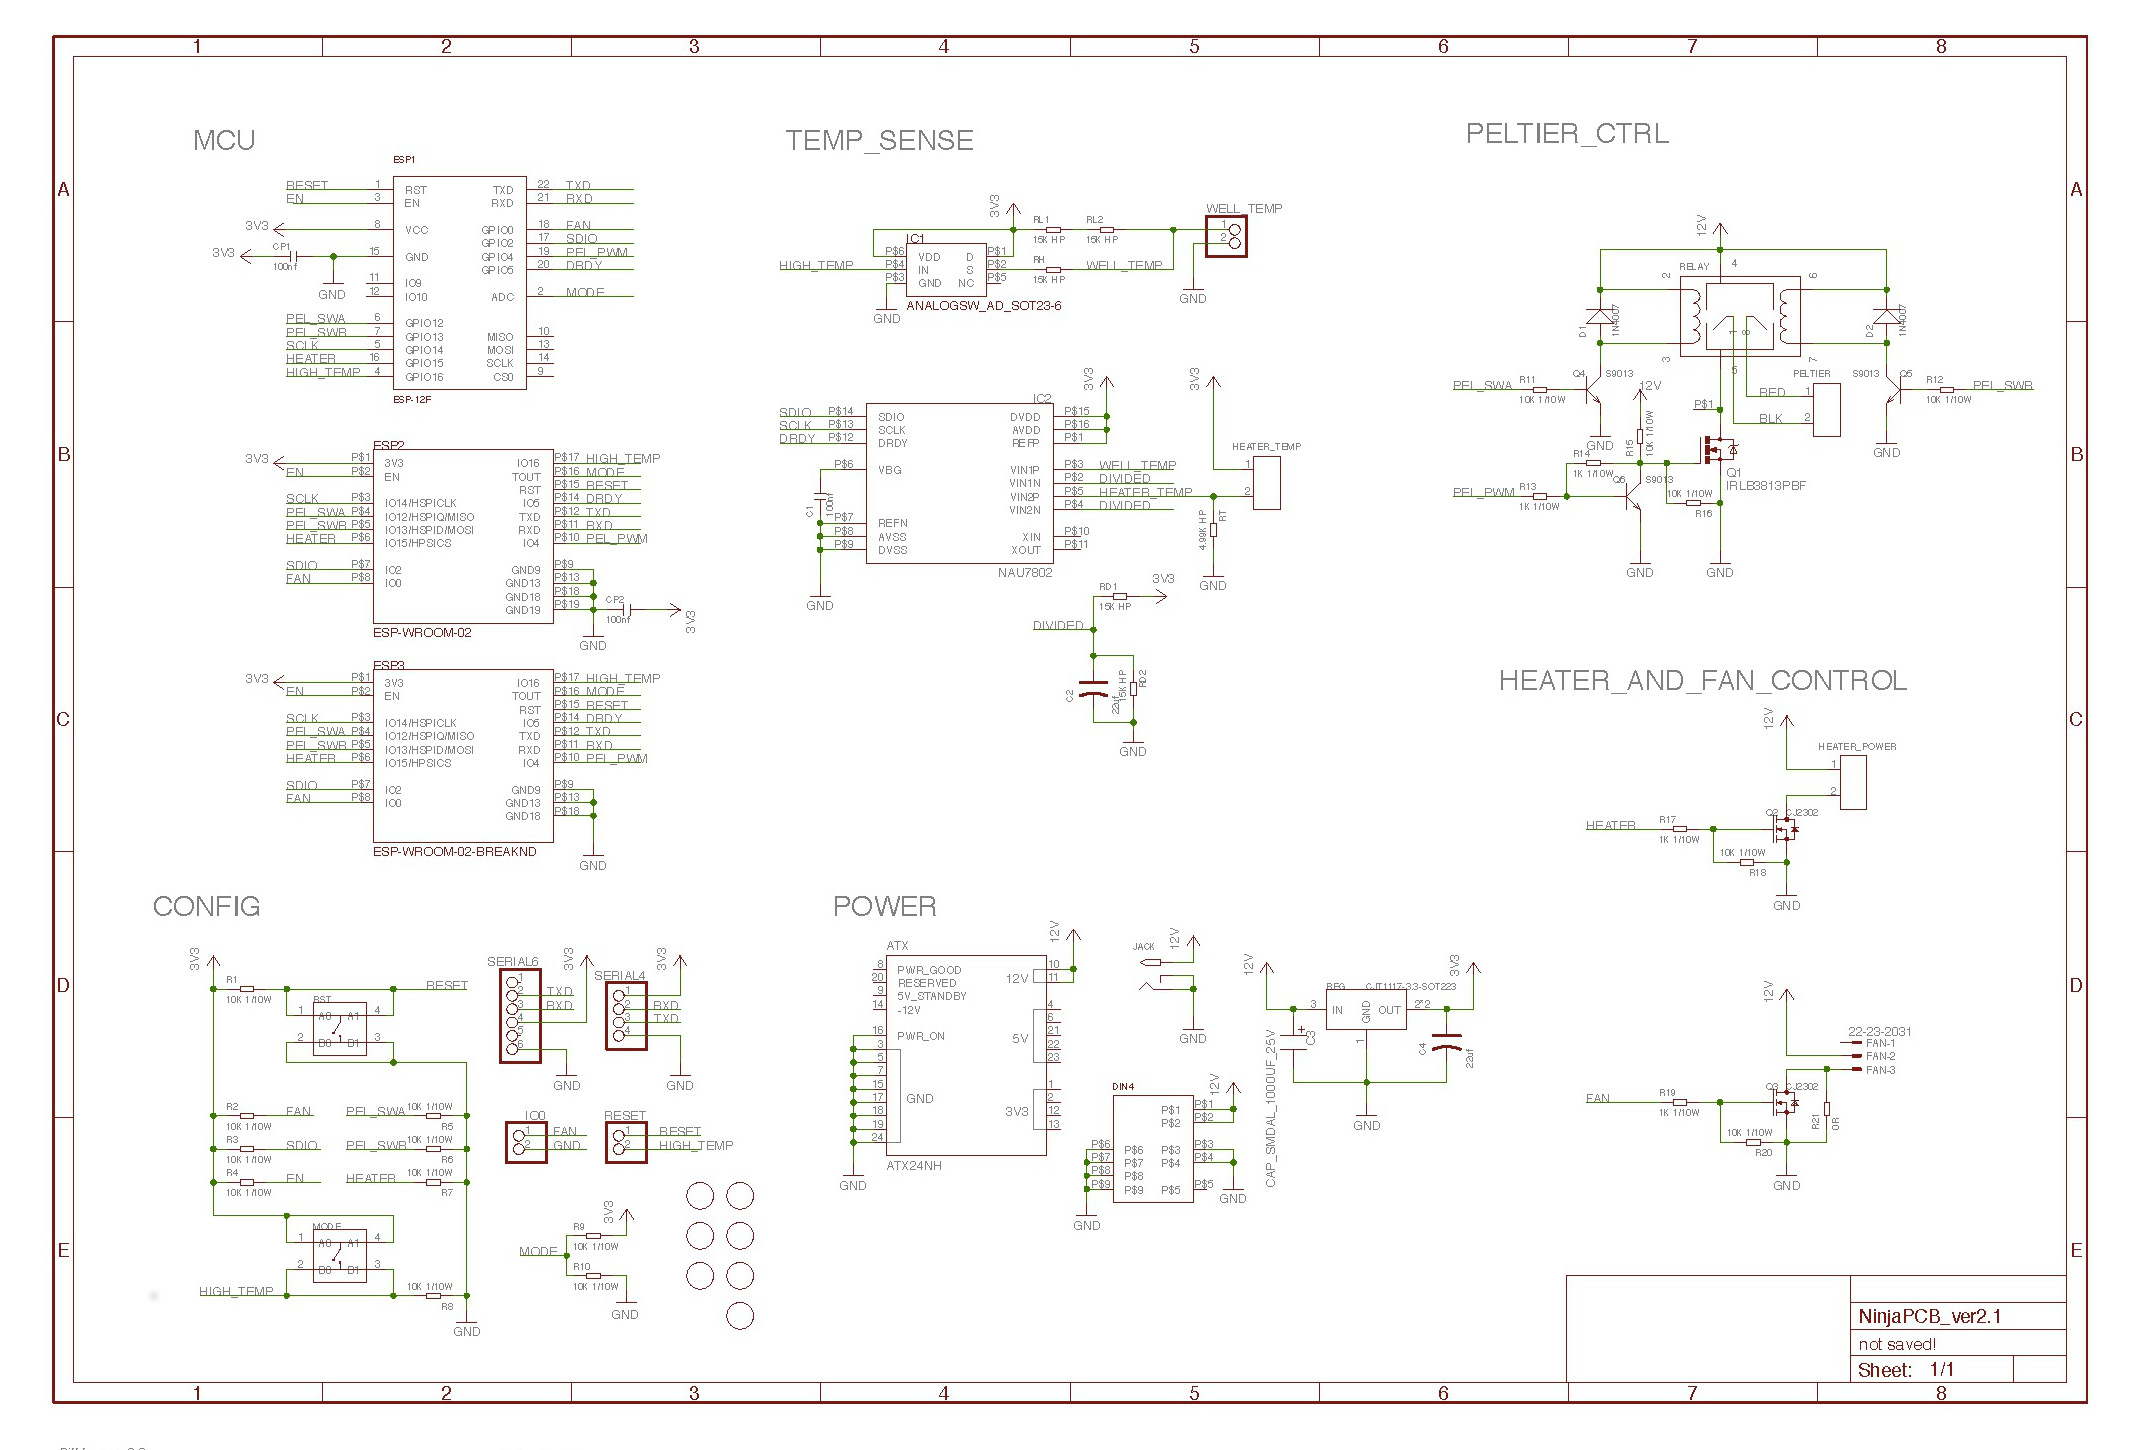 1 2 3 4 5 6 7 8
A A
B B
C C
D D
E E
MCU
ESP1
RESET 1 RST TXD 22 TXD
EN 3 EN RXD 21 RXD
3V3 8 VCC GPIO0 18 FAN
GPIO2 17 SDIO
3V3 CP1 100nf 15 GND GPIO4 19 PEL_PWM
GPIO5 20 DRDY
GND
11 IO9
12 IO10 ADC 2 MODE
PEL_SWA 6 GPIO12
PEL_SWR 7 GPIO13 MISO 10
SCLK 5 GPIO14 MOSI 13
HEATER 16 GPIO15 SCLK 14
HIGH_TEMP 4 GPIO16 CS0 9
ESP-12F
ESP2
3V3 P$1 3V3 IO16 P$17 HIGH_TEMP
EN P$2 EN TOUT P$16 MODE
RST P$15 RESET
SCLK P$3 IO14/HSPICLK IO5 P$14 DRDY
PEL_SWA P$4 IO12/HSPIQ/MISO TXD P$12 TXD
PEL_SWR P$5 IO13/HSPID/MOSI RXD P$11 RXD
HEATER P$6 IO15/HPSICS IO4 P$10 PEL_PWM
SDIO P$7 IO2 GND9 P$9
FAN P$8 IO0 GND13 P$13
GND18 P$18
GND19 P$19 CP2 100nf 3V3
GND
ESP-WROOM-02
ESP3
3V3 P$1 3V3 IO16 P$17 HIGH_TEMP
EN P$2 EN TOUT P$16 MODE
RST P$15 RESET
SCLK P$3 IO14/HSPICLK IO5 P$14 DRDY
PEL_SWA P$4 IO12/HSPIQ/MISO TXD P$12 TXD
PEL_SWR P$5 IO13/HSPID/MOSI RXD P$11 RXD
HEATER P$6 IO15/HPSICS IO4 P$10 PEL_PWM
SDIO P$7 IO2 GND9 P$9
FAN P$8 IO0 GND13 P$13
GND18 P$18
GND
ESP-WROOM-02-BREAKND
TEMP_SENSE
3V3 RL1 15K HP RL2 15K HP WELL_TEMP 1 2
IC1
P$6 VDD D P$1
HIGH_TEMP P$4 IN S P$2 RH 15K HP WELL_TEMP
P$3 GND NC P$5
GND GND
ANALOGSW_AD_SOT23-6
3V3 3V3
IC2
SDIO P$14 SDIO DVDD P$15
SCLK P$13 SCLK AVDD P$16
DRDY P$12 DRDY REFP P$1
HEATER_TEMP 1 2
P$6 VBG VIN1P P$3 WELL_TEMP
VIN1N P$2 DIVIDED
VIN2P P$5 HEATER_TEMP
C1 100nf VIN2N P$4 DIVIDED
P$7 REFN
P$8 AVSS XIN P$10
P$9 DVSS XOUT P$11
4.99K HP RT
NAU7802
GND GND
RD1 15K HP 3V3
DIVIDED
C2 22uf 15K HP RD2
GND
PELTIER_CTRL
12V
RELAY 2 4 6
D1 1N4007 D2 1N4007
3 1 8 5 7
PEL_SWA R11 10K 1/10W Q4 S9013
12V
PELTIER
RED 1
BLK 2
S9013 Q5 R12 10K 1/10W PEL_SWR
P$1
GND R15 10K 1/10W GND
R14 1K 1/10W
Q1
IRLB3813PBF
PEL_PWM R13 1K 1/10W Q6 S9013 10K 1/10W R16
GND GND
HEATER_AND_FAN_CONTROL
12V
HEATER_POWER
1
2
Q2 CJ2302
HEATER R17 1K 1/10W
10K 1/10W R18
GND
12V
22-23-2031
FAN-1
FAN-2
FAN-3
Q3 CJ2302
FAN R19 1K 1/10W
R21 0R
10K 1/10W R20
GND
CONFIG
3V3
R1 10K 1/10W RESET
RST
1 A0 A1 4
2 B0 B1 3
R2 10K 1/10W FAN PEL_SWA 10K 1/10W R5
R3 10K 1/10W SDIO PEL_SWR 10K 1/10W R6
R4 10K 1/10W EN HEATER 10K 1/10W R7
MODE
1 A0 A1 4
2 B0 B1 3
HIGH_TEMP 10K 1/10W R8
GND
SERIAL6 3V3
1
2 TXD
3 RXD
4
5
6
GND
SERIAL4 3V3
1
2 RXD
3 TXD
4
GND
IO0
1 FAN
2 GND
RESET
1 RESET
2 HIGH_TEMP
3V3
R9 10K 1/10W
MODE
R10 10K 1/10W
GND
POWER
ATX 12V
8 PWR_GOOD 12V 10
20 RESERVED 11
9 5V_STANDBY
14 -12V 4
6
16 PWR_ON 5V 21
3 22
5 23
7
15 1
17 GND 2
18 3V3 12
19 13
24
GND
ATX24NH
JACK 12V
GND
12V 3V3
REG CJT1117-3.3-SOT223
3 IN GND OUT 2*2
1
C3 CAP_SMDAL_1000UF_25V
C4 22uf
GND
DIN4 12V
P$1 P$1
P$2 P$2
P$6 P$6 P$3 P$3
P$7 P$7 P$4 P$4
P$8 P$8
P$9 P$9 P$5 P$5
GND GND
NinjaPCB_ver2.1
not saved!
Sheet: 1/1
1 2 3 4 5 6 7 8